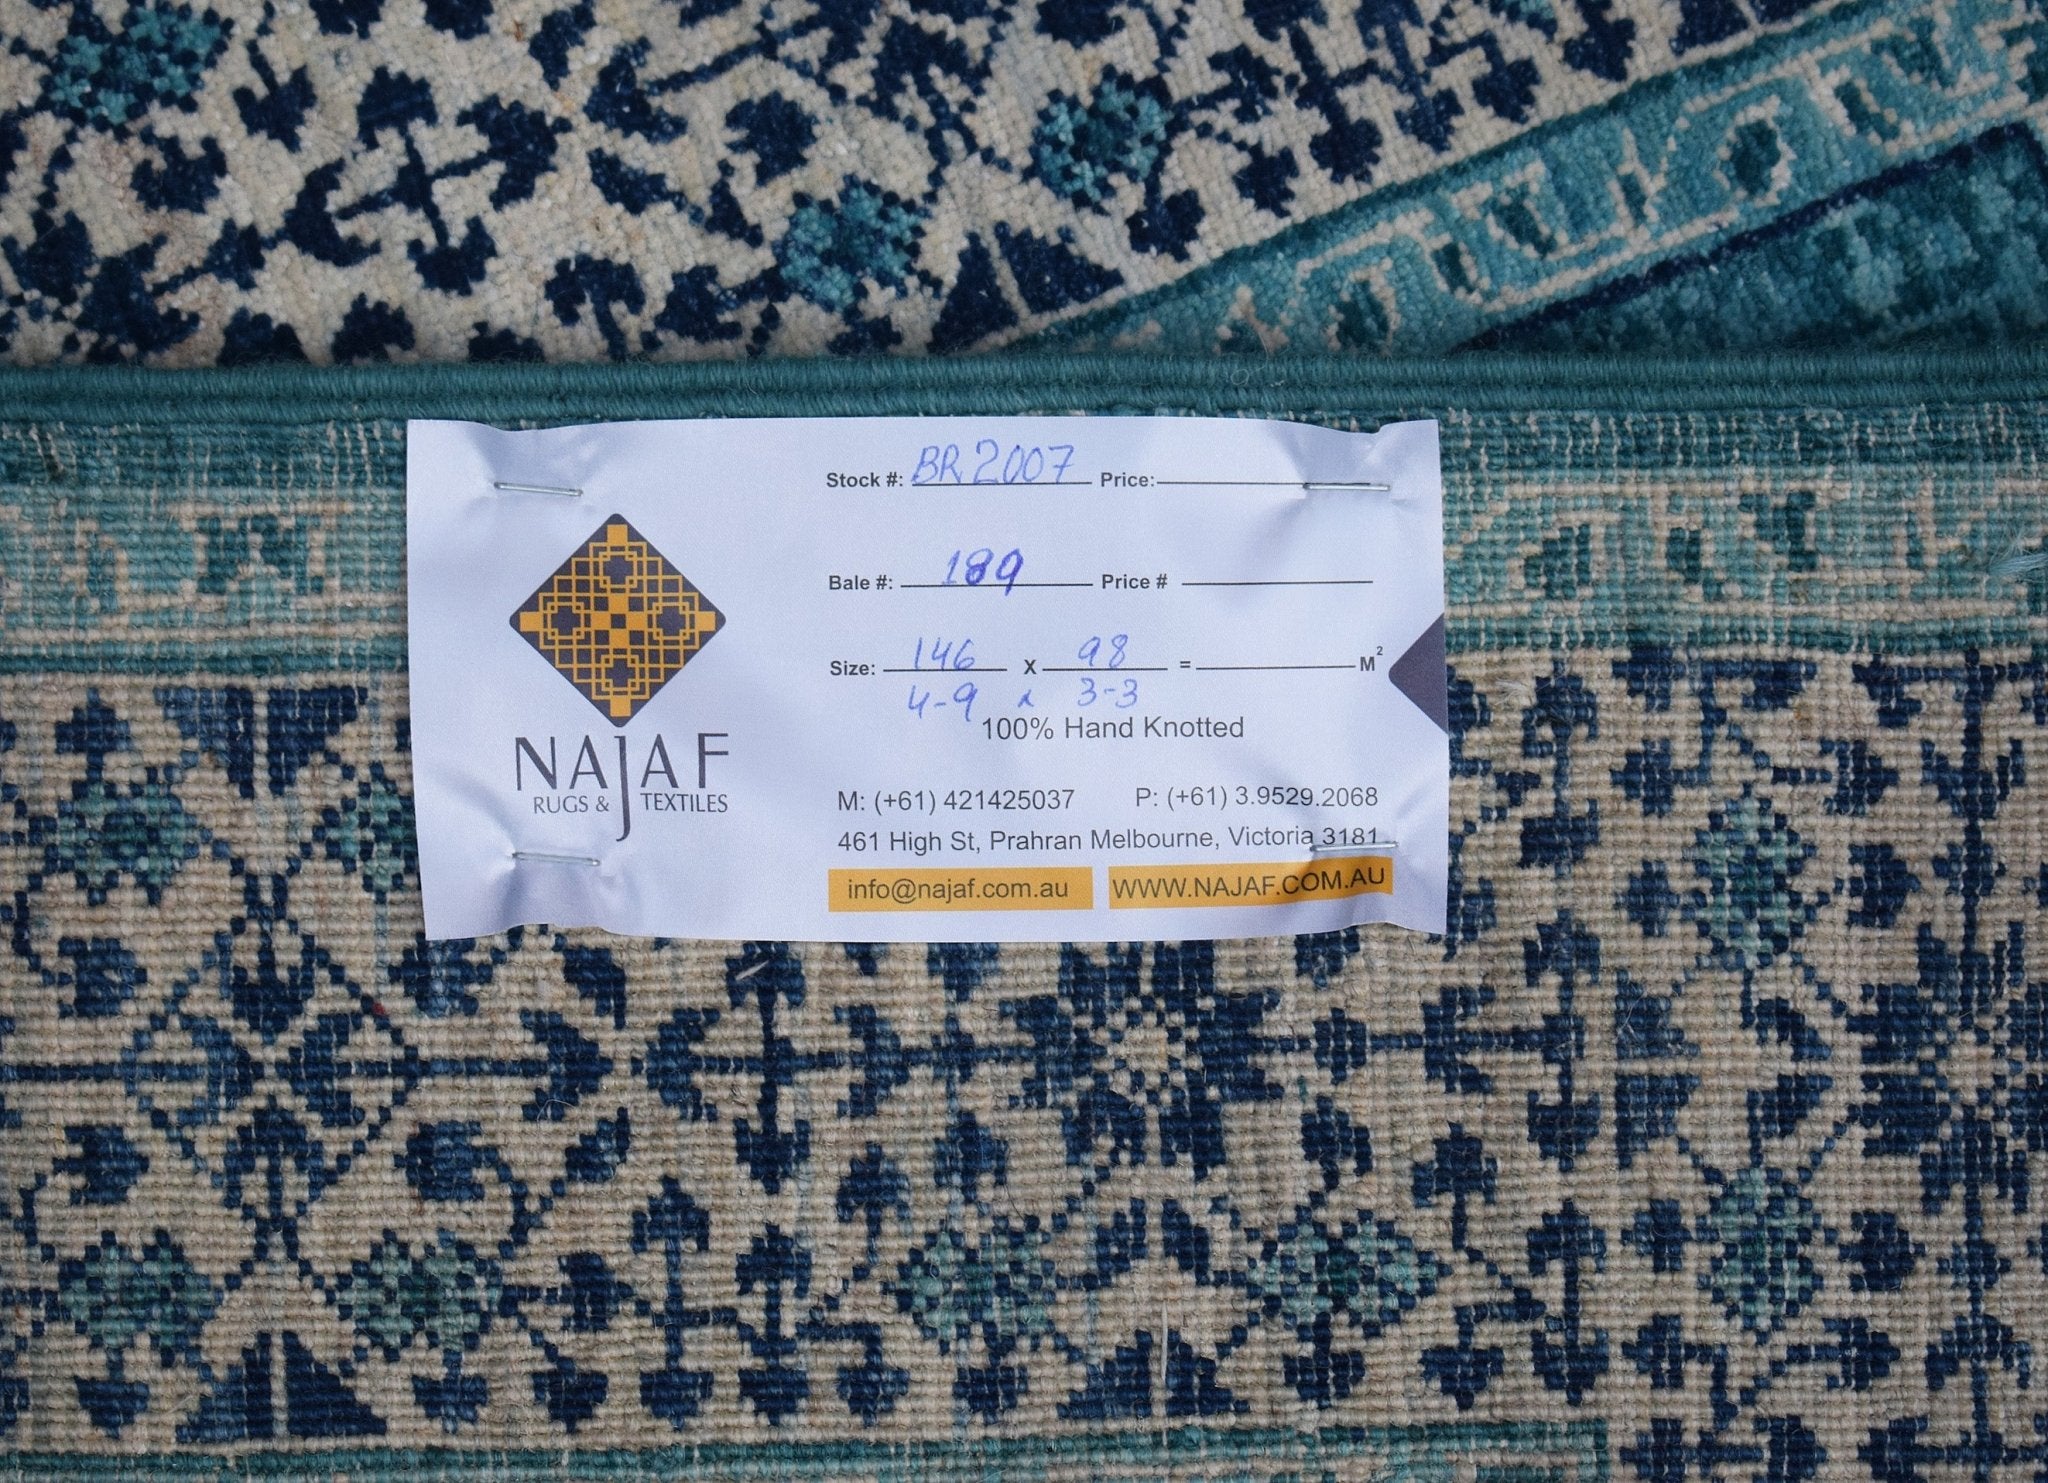 Stock #: BR2007 Price:
Bale #: 189 Price #
Size: 146 X 98 = M²
4-9 x 3-3
100% Hand Knotted
NAJAF
RUGS & TEXTILES
M: (+61) 421425037 P: (+61) 3.9529.2068
461 High St, Prahran Melbourne, Victoria 3181
info@najaf.com.au WWW.NAJAF.COM.AU